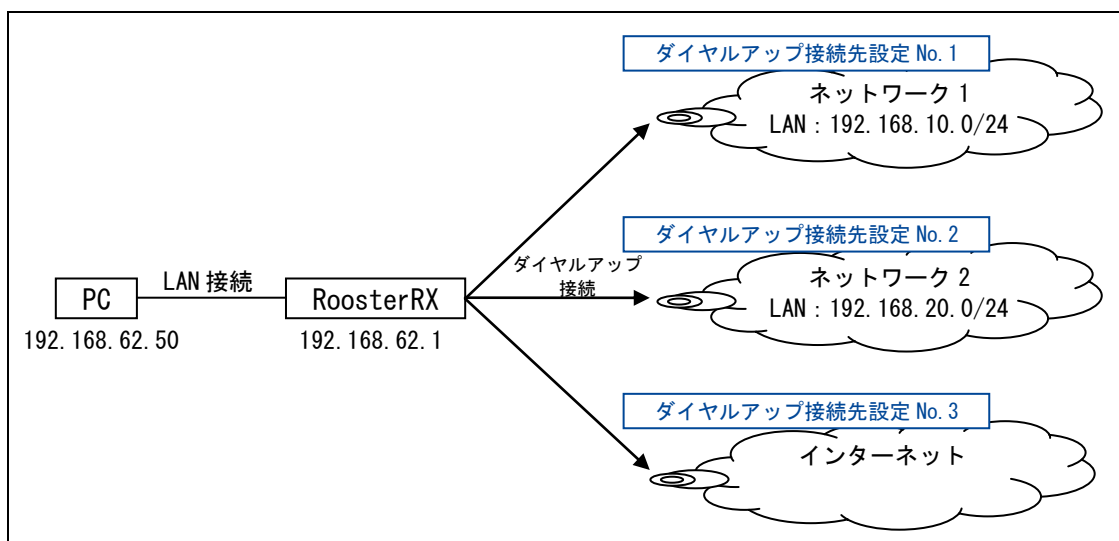 ダイヤルアップ接続先設定 No.1
ネットワーク 1
LAN : 192.168.10.0/24
ダイヤルアップ接続先設定 No.2
ネットワーク 2
LAN : 192.168.20.0/24
ダイヤルアップ
接続
PC
LAN 接続
RoosterRX
192.168.62.50
192.168.62.1
ダイヤルアップ接続先設定 No.3
インターネット